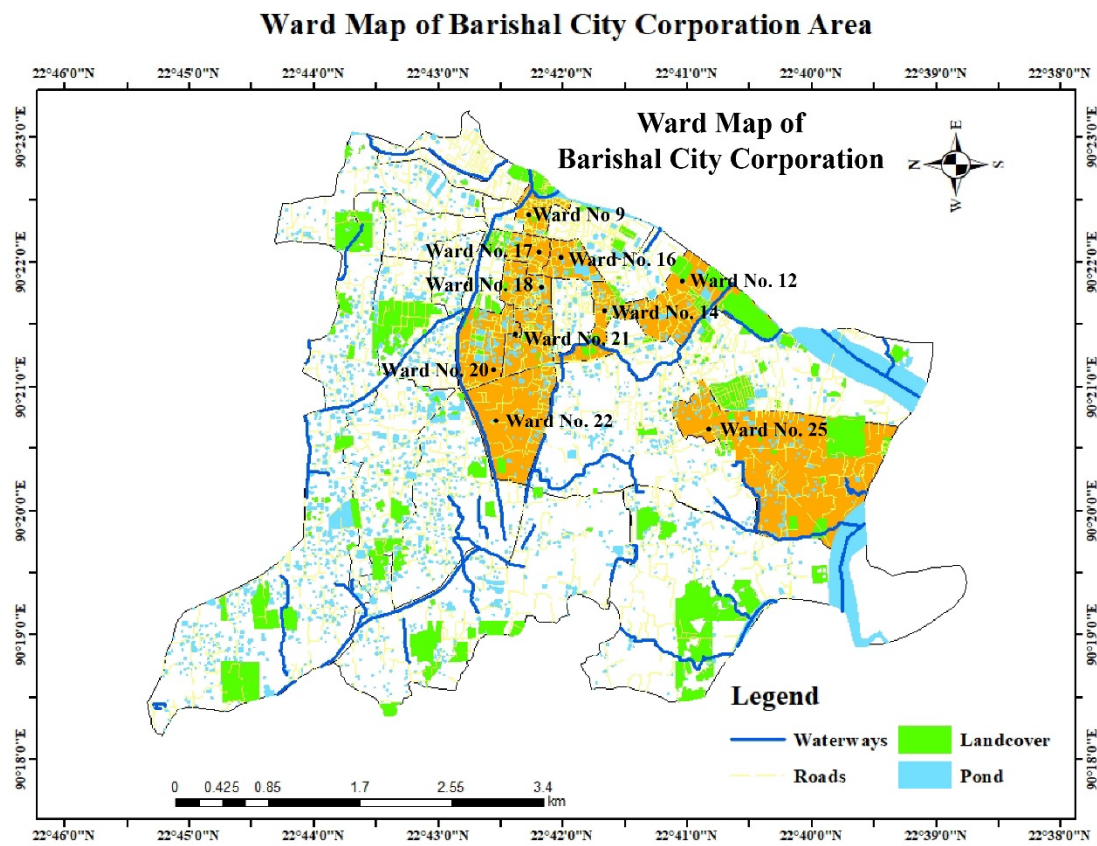 Ward Map of Barishal City Corporation Area
22°46'0"N 22°45'0"N 22°44'0"N 22°43'0"N 22°42'0"N 22°41'0"N 22°40'0"N 22°39'0"N 22°38'0"N
90°23'0"E
90°22'0"E
90°21'0"E
90°20'0"E
90°19'0"E
90°18'0"E
Ward Map of
Barishal City Corporation
E
N
S
W
Ward No 9
Ward No. 17
Ward No. 16
Ward No. 18
Ward No. 12
Ward No. 14
Ward No. 21
Ward No. 20
Ward No. 22
Ward No. 25
Legend
Waterways
Landcover
Roads
Pond
0 0.425 0.85 1.7 2.55 3.4
km
90°23'0"E
90°22'0"E
90°21'0"E
90°20'0"E
90°19'0"E
90°18'0"E
22°46'0"N 22°45'0"N 22°44'0"N 22°43'0"N 22°42'0"N 22°41'0"N 22°40'0"N 22°39'0"N 22°38'0"N